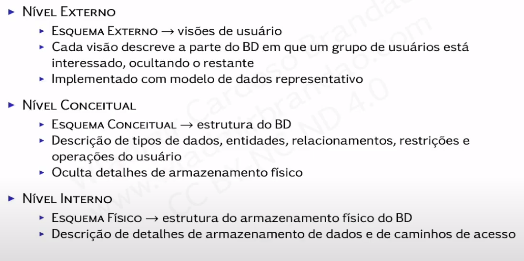 ▸ Nível Externo
▸ Esquema Externo → visões de usuário
▸ Cada visão descreve a parte do BD em que um grupo de usuários está
interessado, ocultando o restante
▸ Implementado com modelo de dados representativo
▸ Nível Conceitual
▸ Esquema Conceitual → estrutura do BD
▸ Descrição de tipos de dados, entidades, relacionamentos, restrições e
operações do usuário
▸ Oculta detalhes de armazenamento físico
▸ Nível Interno
▸ Esquema Físico → estrutura do armazenamento físico do BD
▸ Descrição de detalhes de armazenamento de dados e de caminhos de acesso